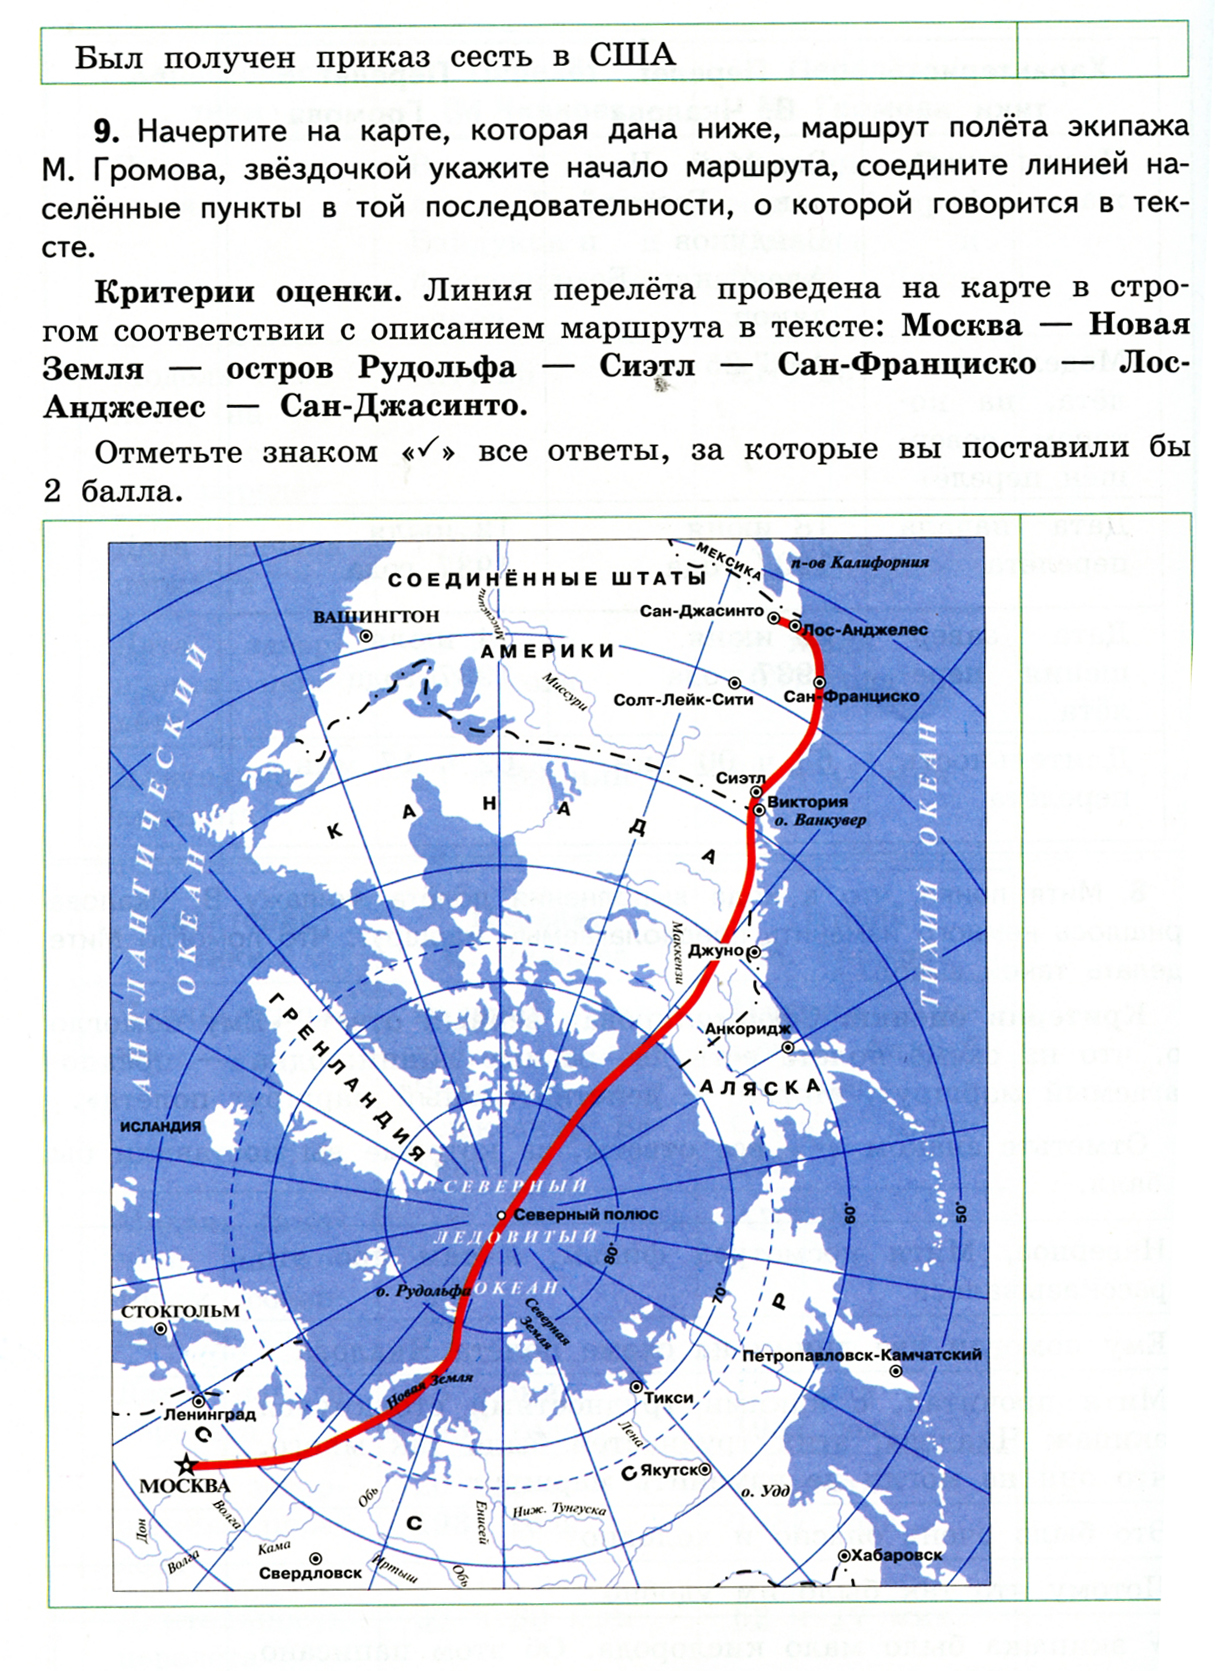 Был получен приказ сесть в США
9. Начертите на карте, которая дана ниже, маршрут полёта экипажа
М. Громова, звёздочкой укажите начало маршрута, соедините линией на-
селённые пункты в той последовательности, о которой говорится в тек-
сте.
Критерии оценки. Линия перелёта проведена на карте в стро-
гом соответствии с описанием маршрута в тексте: Москва — Новая
Земля — остров Рудольфа — Сиэтл — Сан-Франциско — Лос-
Анджелес — Сан-Джасинто.
Отметьте знаком «✓» все ответы, за которые вы поставили бы
2 балла.
МЕКСИКА
п-ов Калифорния
СОЕДИНЁННЫЕ ШТАТЫ
Сан-Джасинто
ВАШИНГТОН
Миссисипи
Лос-Анджелес
АМЕРИКИ
Миссури
Солт-Лейк-Сити
Сан-Франциско
АТЛАНТИЧЕСКИЙ
ОКЕАН
ТИХИЙ ОКЕАН
Сиэтл
Виктория
о. Ванкувер
КАНАДА
Маккензи
Джуно
Анкоридж
АЛЯСКА
ГРЕНЛАНДИЯ
ИСЛАНДИЯ
СЕВЕРНЫЙ
Северный полюс
ЛЕДОВИТЫЙ
ОКЕАН
80°
70°
60°
50°
о. Рудольфа
Северная
Земля
СТОКГОЛЬМ
Р
Петропавловск-Камчатский
Новая Земля
Тикси
Ленинград
С
Лена
МОСКВА
С
Якутск
о. Удд
Обь
Енисей
Ниж. Тунгуска
С
Дон
Волга
Волга
Кама
Свердловск
Иртыш
Обь
Хабаровск